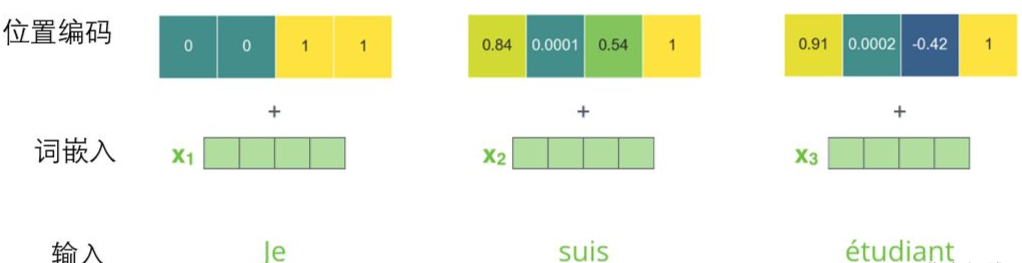 位置编码 0 0 1 1 0.84 0.0001 0.54 1 0.91 0.0002 -0.42 1
+ + +
词嵌入 x1 x2 x3
输入 Je suis étudiant